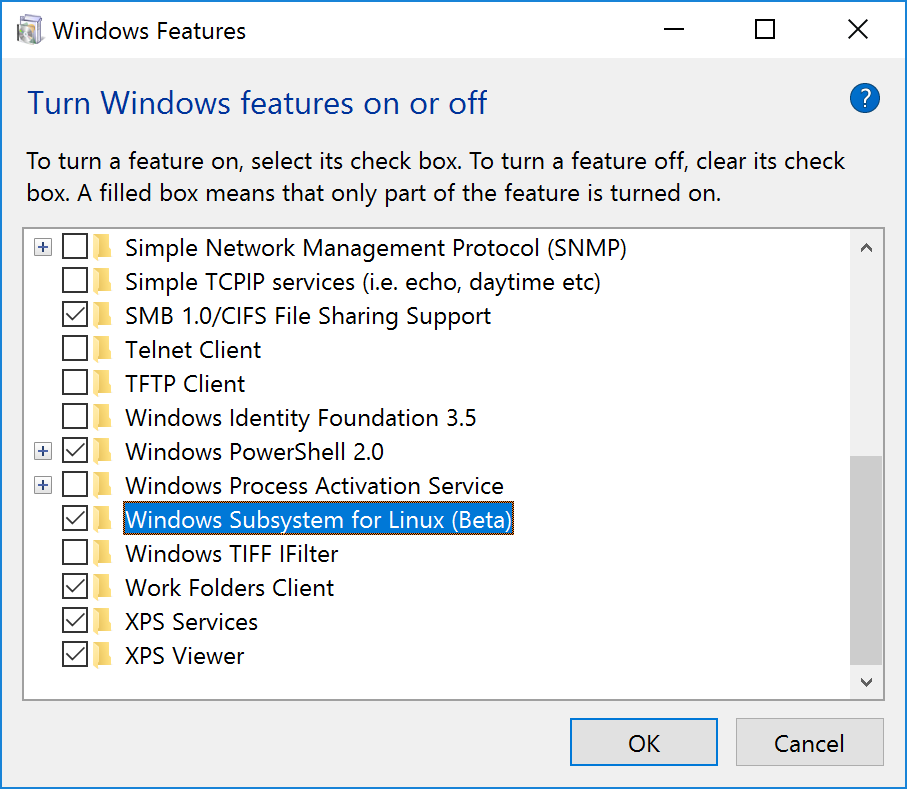 Windows Features
Turn Windows features on or off
?
To turn a feature on, select its check box. To turn a feature off, clear its check
box. A filled box means that only part of the feature is turned on.
Simple Network Management Protocol (SNMP)
Simple TCPIP services (i.e. echo, daytime etc)
SMB 1.0/CIFS File Sharing Support
Telnet Client
TFTP Client
Windows Identity Foundation 3.5
Windows PowerShell 2.0
Windows Process Activation Service
Windows Subsystem for Linux (Beta)
Windows TIFF IFilter
Work Folders Client
XPS Services
XPS Viewer
OK Cancel